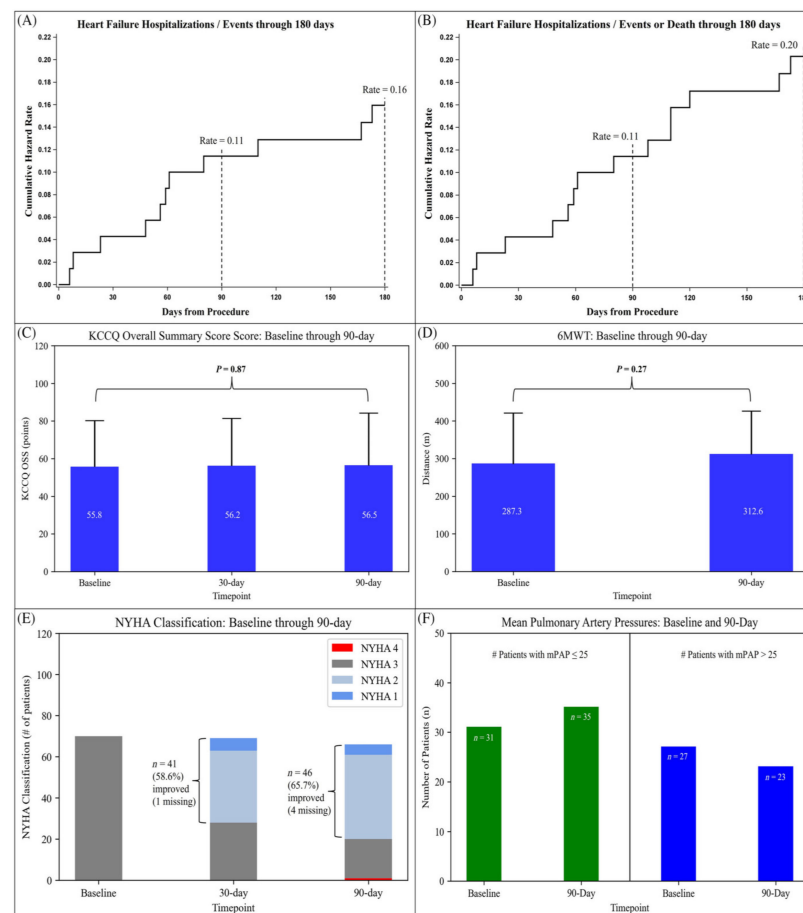 (A)
Heart Failure Hospitalizations / Events through 180 days
Cumulative Hazard Rate
0.22
0.20
0.18
0.16
0.14
0.12
0.10
0.08
0.06
0.04
0.02
0.00
Rate = 0.11
Rate = 0.16
0 30 60 90 120 150 180
Days from Procedure
(B)
Heart Failure Hospitalizations / Events or Death through 180 days
Cumulative Hazard Rate
0.22
0.20
0.18
0.16
0.14
0.12
0.10
0.08
0.06
0.04
0.02
0.00
Rate = 0.11
Rate = 0.20
0 30 60 90 120 150
Days from Procedure
(C)
KCCQ Overall Summary Score Score: Baseline through 90-day
KCCQ OSS (points)
120
100
80
60
40
20
0
P = 0.87
55.8 56.2 56.5
Baseline 30-day 90-day
Timepoint
(D)
6MWT: Baseline through 90-day
Distance (m)
600
500
400
300
200
100
0
P = 0.27
287.3 312.6
Baseline 90-day
Timepoint
(E)
NYHA Classification: Baseline through 90-day
NYHA Classification (# of patients)
120
100
80
60
40
20
0
NYHA 4
NYHA 3
NYHA 2
NYHA 1
n = 41
(58.6%)
improved
(1 missing)
n = 46
(65.7%)
improved
(4 missing)
Baseline 30-day 90-day
Timepoint
(F)
Mean Pulmonary Artery Pressures: Baseline and 90-Day
Number of Patients (n)
50
40
30
20
10
0
# Patients with mPAP ≤ 25
# Patients with mPAP > 25
n = 31
n = 35
n = 27
n = 23
Baseline 90-Day Baseline 90-Day
Timepoint